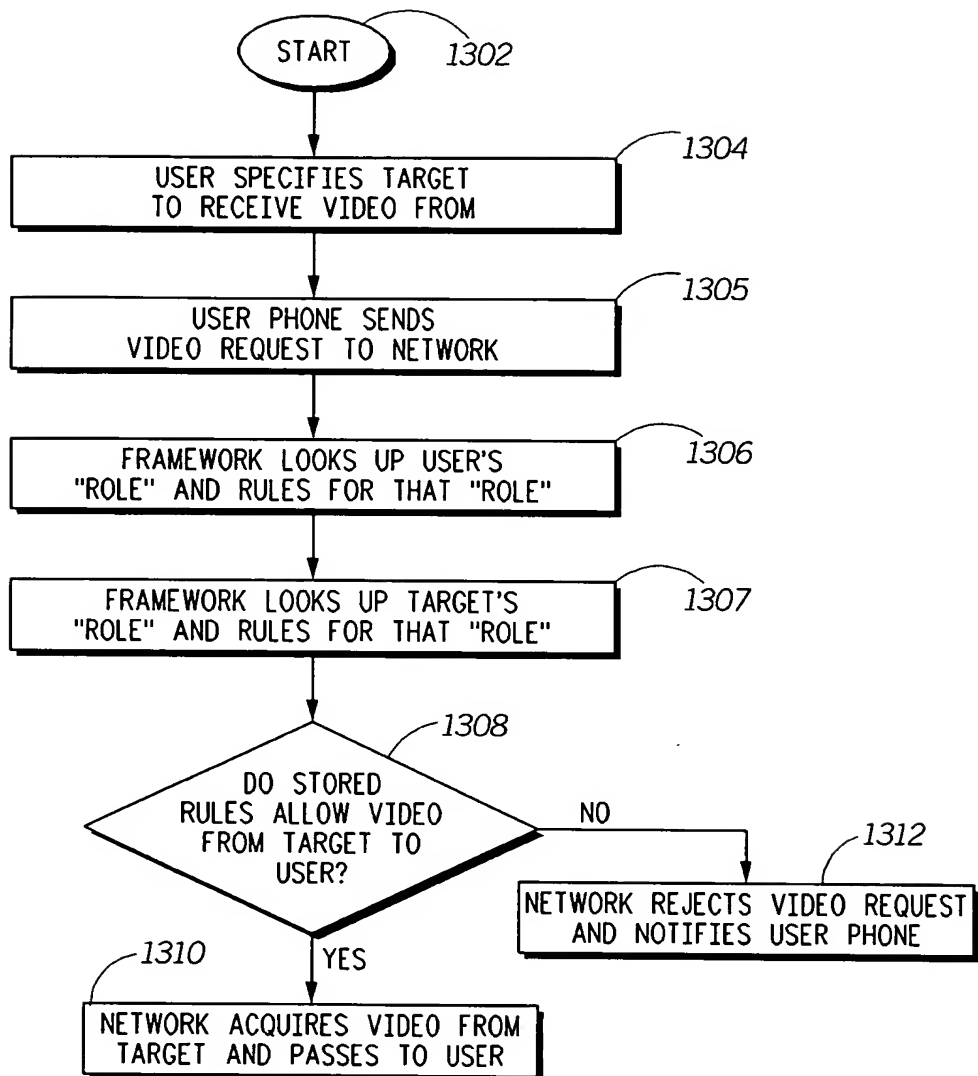 START
1302
1304
USER SPECIFIES TARGET
TO RECEIVE VIDEO FROM
1305
USER PHONE SENDS
VIDEO REQUEST TO NETWORK
1306
FRAMEWORK LOOKS UP USER'S
"ROLE" AND RULES FOR THAT "ROLE"
1307
FRAMEWORK LOOKS UP TARGET'S
"ROLE" AND RULES FOR THAT "ROLE"
1308
DO STORED
RULES ALLOW VIDEO
FROM TARGET TO
USER?
NO
1312
NETWORK REJECTS VIDEO REQUEST
AND NOTIFIES USER PHONE
YES
1310
NETWORK ACQUIRES VIDEO FROM
TARGET AND PASSES TO USER